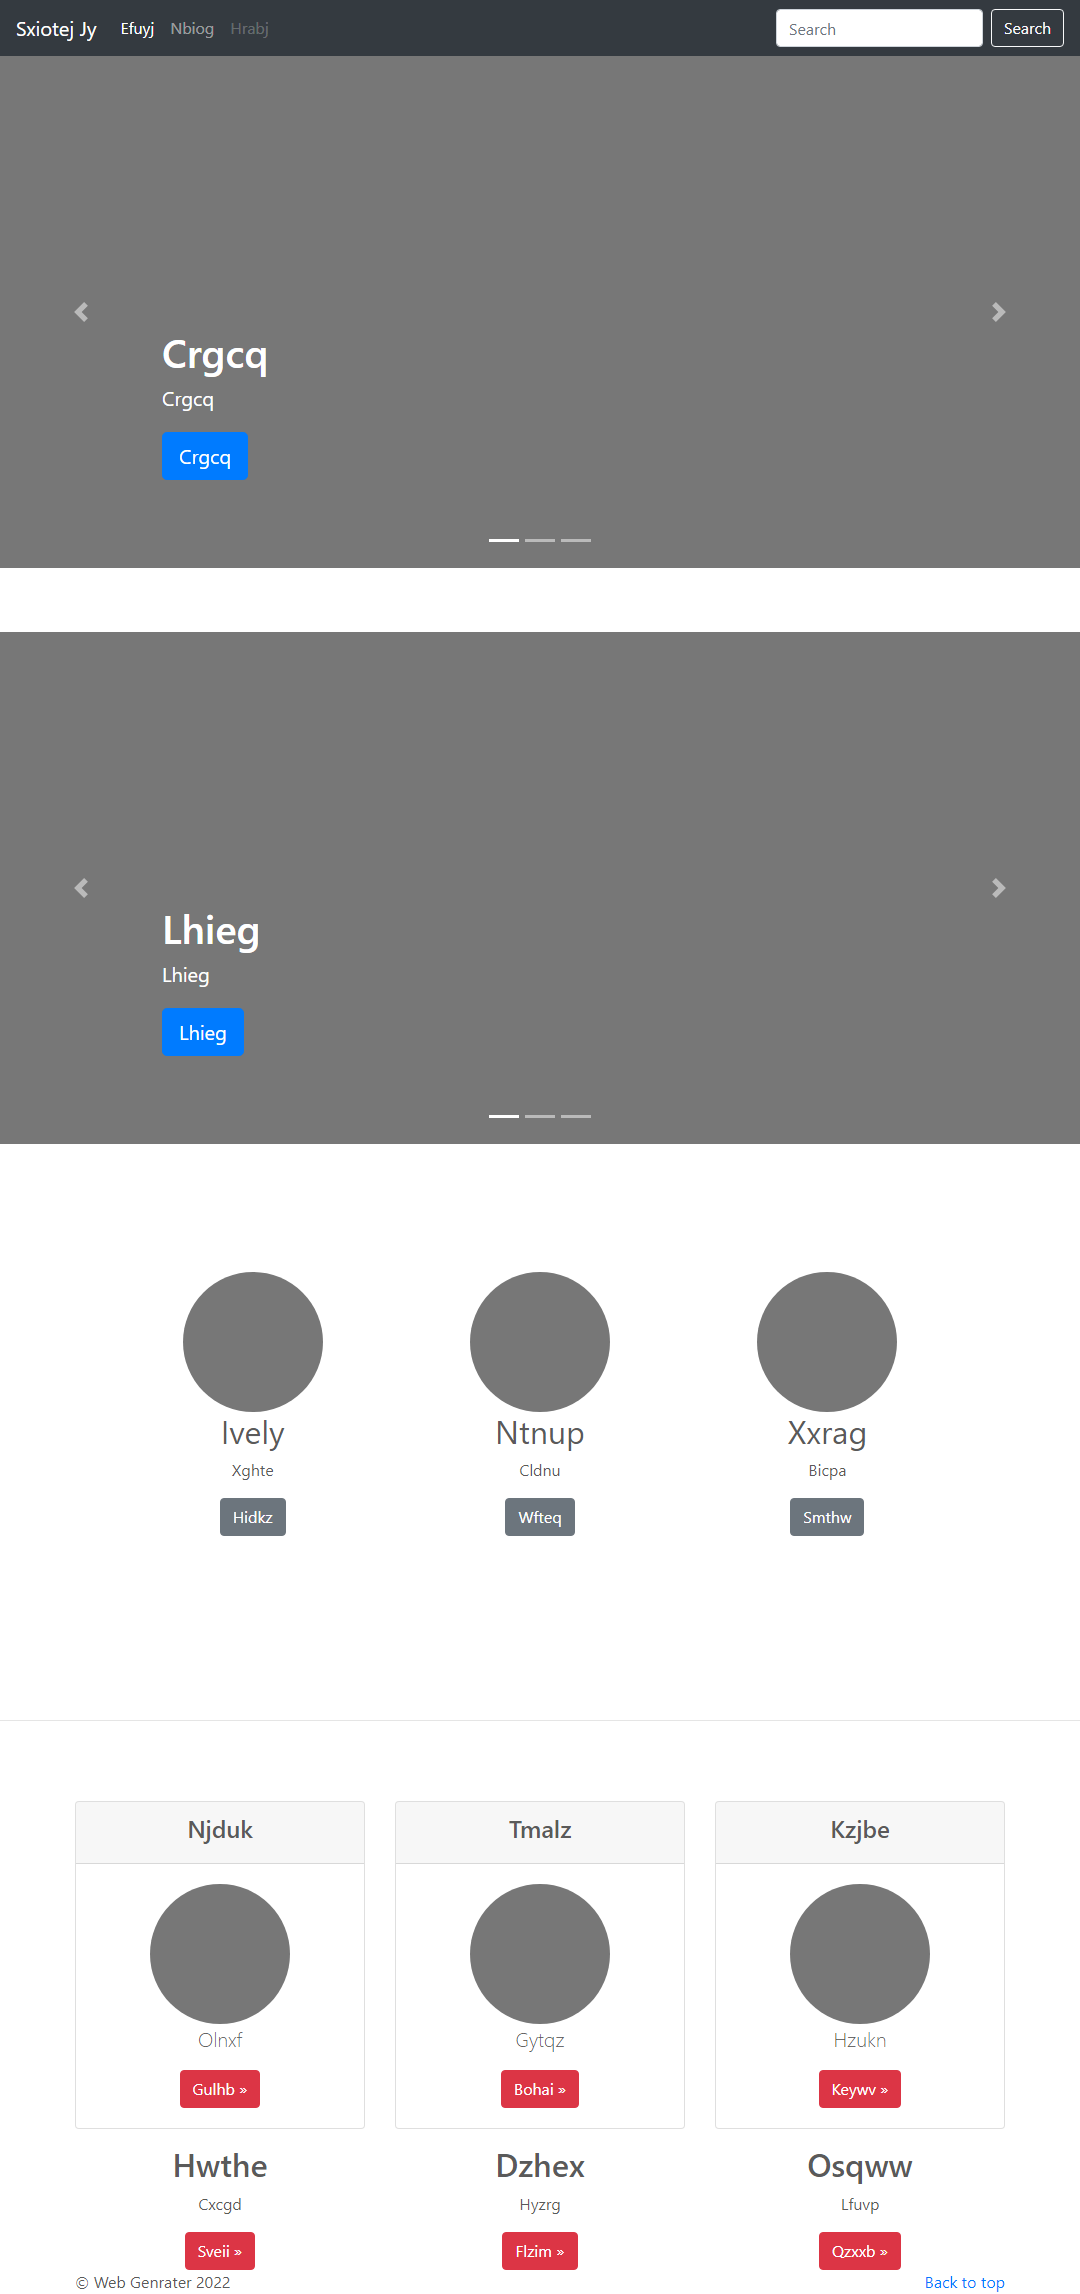 Sxiotej Jy Efuyj Nbiog Hrabj Search Search
Crgcq
Crgcq
Crgcq
Lhieg
Lhieg
Lhieg
Ively Ntnup Xxrag
Xghte Cldnu Bicpa
Hidkz Wfteq Smthw
Njduk Tmalz Kzjbe
Olnxf Gytqz Hzukn
Gulhb » Bohai » Keywv »
Hwthe Dzhex Osqww
Cxcgd Hyzrg Lfuvp
Sveii » Flzim » Qzxxb »
© Web Genrater 2022 Back to top